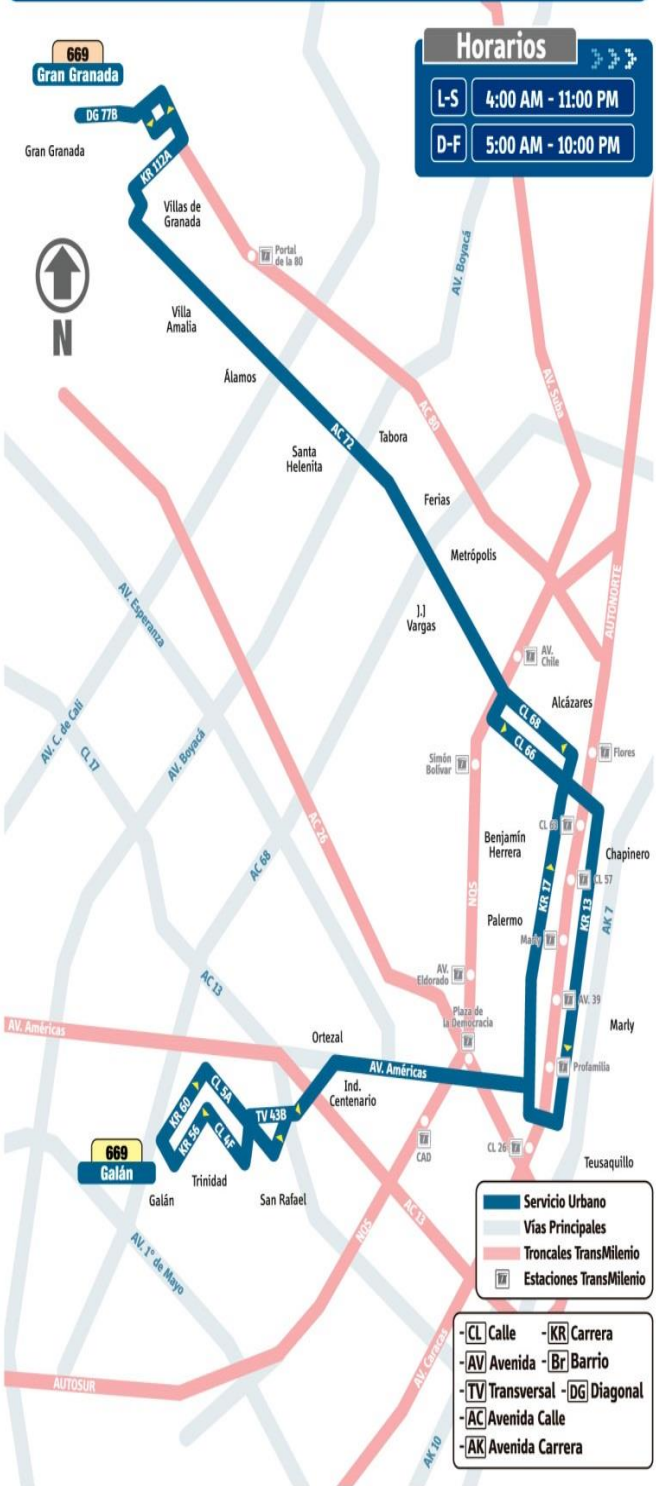 Horarios
L-S 4:00 AM - 11:00 PM
D-F 5:00 AM - 10:00 PM
669
Gran Granada
DG 77B
Gran Granada
KR 112A
Villas de
Granada
Portal
de la 80
N
Villa
Amalia
Álamos
AV. Boyacá
AV. Suba
AC 80
AC 72
Tabora
Santa
Helenita
Ferias
Metrópolis
J.J
Vargas
AUTONORTE
AV. Esperanza
AV.
Chile
Alcázares
CL 68
CL 66
Flores
AV. C. de Cali
CL 17
AV. Boyacá
Simón
Bolívar
AC 26
CL 63
Benjamín
Herrera
Chapinero
AC 68
CL 57
KR 17
KR 13
AK 7
NQS
Palermo
Marly
AV.
Eldorado
AC 13
AV. 39
Plaza de
la Democracia
Marly
AV. Américas
Ortezal
AV. Américas
Profamilia
Ind.
Centenario
CL 5A
KR 60
TV 43B
KR 56
CL 4F
CAD
CL 26
669
Galán
Teusaquillo
Trinidad
Galán
San Rafael
AC 13
NQS
AV. 1° de Mayo
AV. Caracas
AUTOSUR
AK 10
Servicio Urbano
Vías Principales
Troncales TransMilenio
Estaciones TransMilenio
-CL Calle -KR Carrera
-AV Avenida -Br Barrio
-TV Transversal -DG Diagonal
-AC Avenida Calle
-AK Avenida Carrera